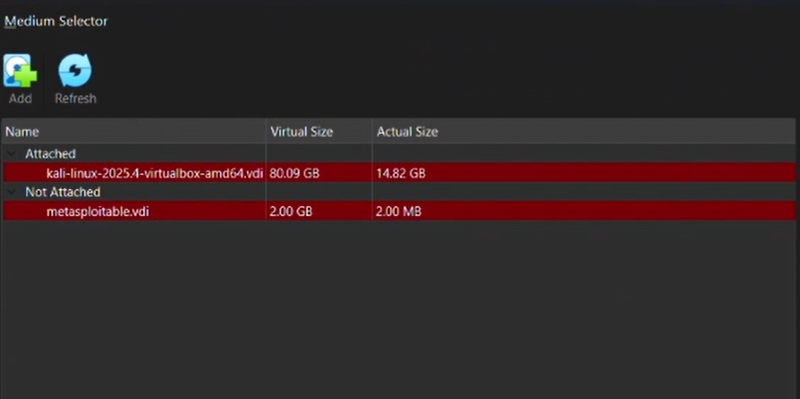 Medium Selector
Add Refresh
Name Virtual Size Actual Size
Attached
kali-linux-2025.4-virtualbox-amd64.vdi 80.09 GB 14.82 GB
Not Attached
metasploitable.vdi 2.00 GB 2.00 MB